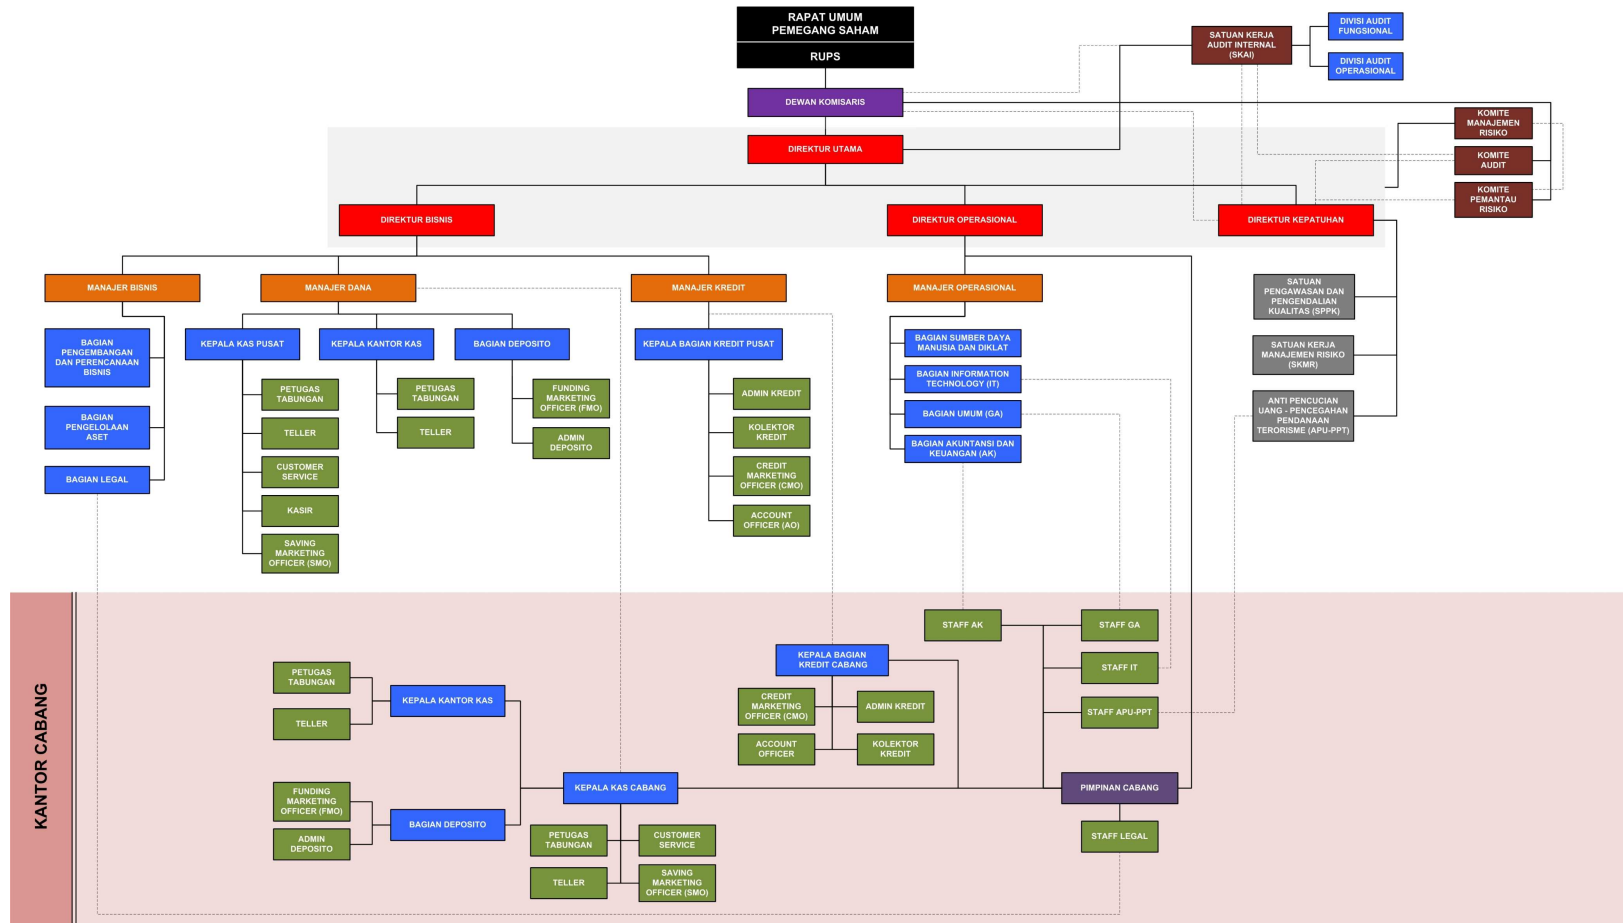 RAPAT UMUM
PEMEGANG SAHAM
RUPS
DEWAN KOMISARIS
DIREKTUR UTAMA
SATUAN KERJA
AUDIT INTERNAL
(SKAI)
DIVISI AUDIT
FUNGSIONAL
DIVISI AUDIT
OPERASIONAL
KOMITE
MANAJEMEN
RISIKO
KOMITE
AUDIT
KOMITE
PEMANTAU
RISIKO
DIREKTUR BISNIS
DIREKTUR OPERASIONAL
DIREKTUR KEPATUHAN
MANAJER BISNIS
MANAJER DANA
MANAJER KREDIT
MANAJER OPERASIONAL
SATUAN
PENGAWASAN DAN
PENGENDALIAN
KUALITAS (SPPK)
SATUAN KERJA
MANAJEMEN RISIKO
(SKMR)
ANTI PENCUCIAN
UANG - PENCEGAHAN
PENDANAAN
TERORISME (APU-PPT)
BAGIAN
PENGEMBANGAN
DAN PERENCANAAN
BISNIS
BAGIAN
PENGELOLAAN
ASET
BAGIAN LEGAL
KEPALA KAS PUSAT
PETUGAS
TABUNGAN
TELLER
CUSTOMER
SERVICE
KASIR
SAVING
MARKETING
OFFICER (SMO)
KEPALA KANTOR KAS
PETUGAS
TABUNGAN
TELLER
BAGIAN DEPOSITO
FUNDING
MARKETING
OFFICER (FMO)
ADMIN
DEPOSITO
KEPALA BAGIAN KREDIT PUSAT
ADMIN KREDIT
KOLEKTOR
KREDIT
CREDIT
MARKETING
OFFICER (CMO)
ACCOUNT
OFFICER (AO)
BAGIAN SUMBER DAYA
MANUSIA DAN DIKLAT
BAGIAN INFORMATION
TECHNOLOGY (IT)
BAGIAN UMUM (GA)
BAGIAN AKUNTANSI DAN
KEUANGAN (AK)
KANTOR CABANG
STAFF AK
STAFF GA
STAFF IT
STAFF APU-PPT
KEPALA BAGIAN
KREDIT CABANG
CREDIT
MARKETING
OFFICER (CMO)
ADMIN KREDIT
ACCOUNT
OFFICER
KOLEKTOR
KREDIT
PETUGAS
TABUNGAN
TELLER
KEPALA KANTOR KAS
FUNDING
MARKETING
OFFICER (FMO)
ADMIN
DEPOSITO
BAGIAN DEPOSITO
KEPALA KAS CABANG
PETUGAS
TABUNGAN
CUSTOMER
SERVICE
TELLER
SAVING
MARKETING
OFFICER (SMO)
PIMPINAN CABANG
STAFF LEGAL